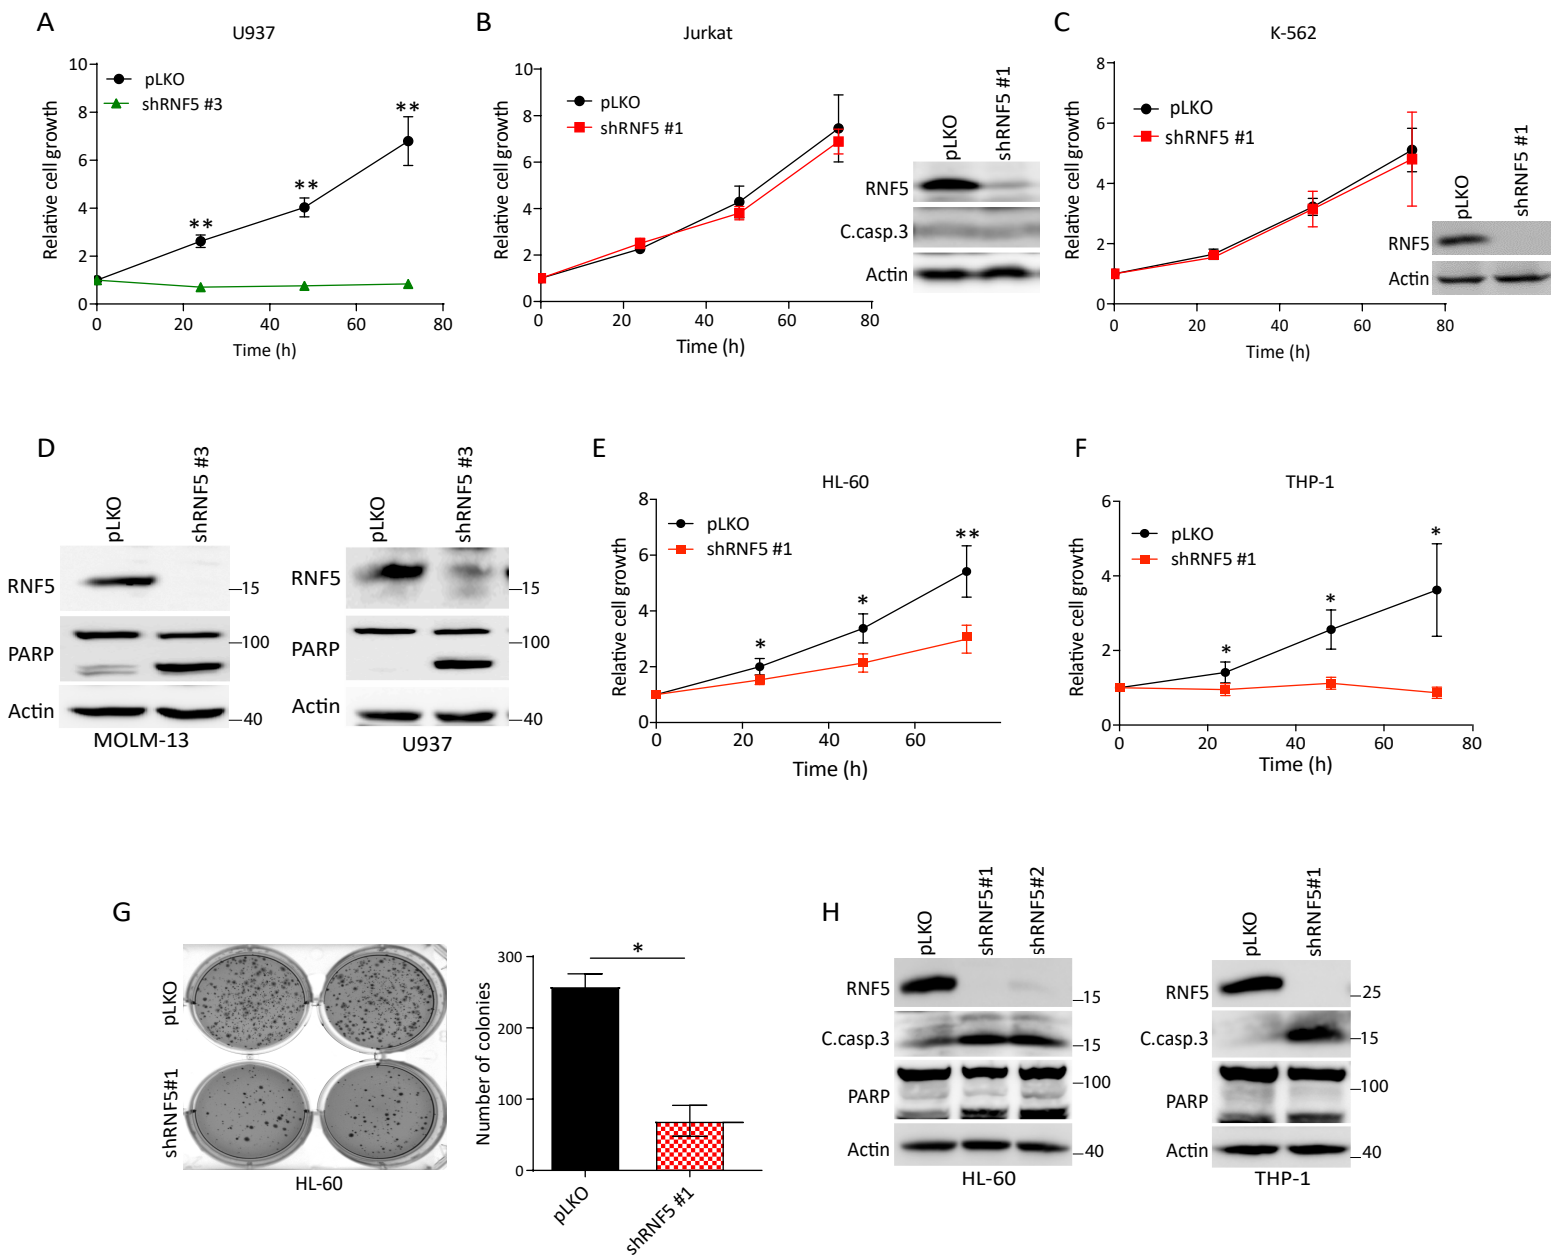 A
U937
10
8
6
4
2
0
0
20
40
60
80
Relative cell growth
Time (h)
pLKO
shRNF5 #3
**
**
**
B
Jurkat
10
8
6
4
2
0
0
20
40
60
80
Relative cell growth
Time (h)
pLKO
shRNF5 #1
pLKO
shRNF5 #1
RNF5
C.casp.3
Actin
C
K-562
8
6
4
2
0
0
20
40
60
80
Relative cell growth
Time (h)
pLKO
shRNF5 #1
pLKO
shRNF5 #1
RNF5
Actin
D
pLKO
shRNF5 #3
RNF5
15
PARP
100
Actin
40
MOLM-13
pLKO
shRNF5 #3
RNF5
15
PARP
100
Actin
40
U937
E
HL-60
8
6
4
2
0
0
20
40
60
Relative cell growth
Time (h)
pLKO
shRNF5 #1
*
*
**
F
THP-1
6
4
2
0
0
20
40
60
80
Relative cell growth
Time (h)
pLKO
shRNF5 #1
*
*
*
G
pLKO
shRNF5#1
HL-60
300
200
100
0
Number of colonies
*
pLKO
shRNF5 #1
H
pLKO
shRNF5#1
shRNF5#2
RNF5
15
C.casp.3
15
PARP
100
Actin
40
HL-60
pLKO
shRNF5#1
RNF5
25
C.casp.3
15
PARP
100
Actin
40
THP-1